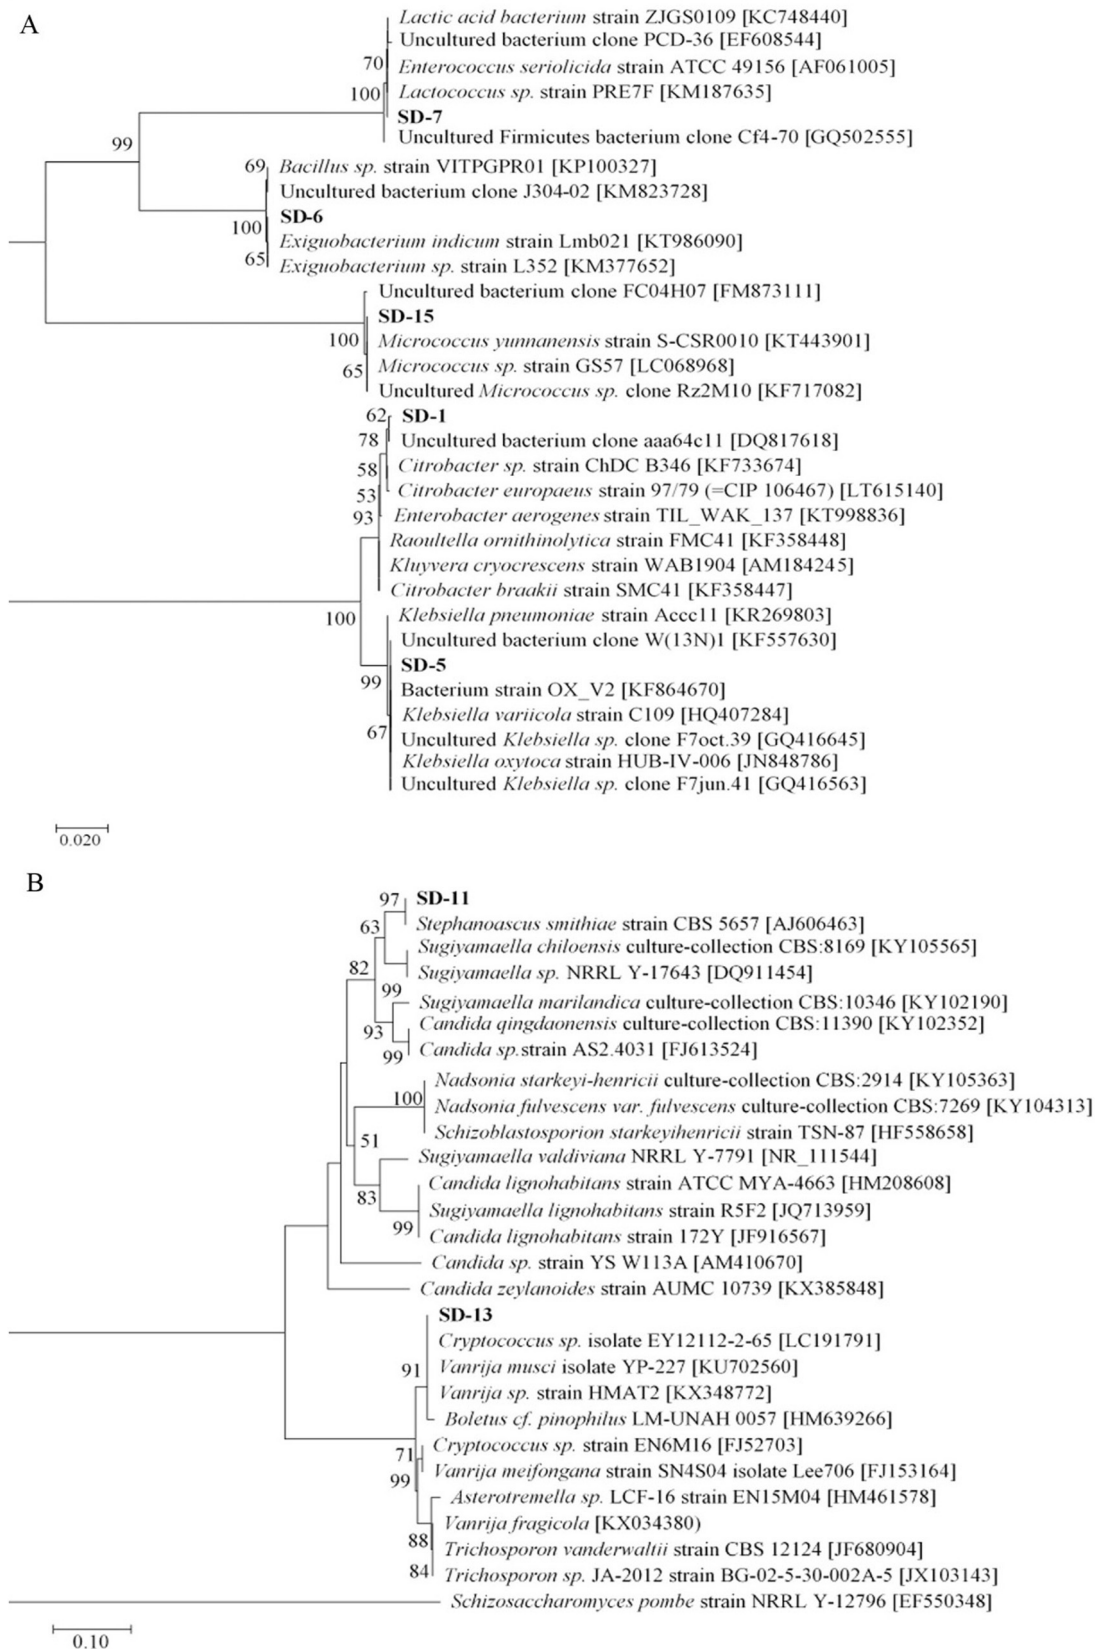 A
Lactic acid bacterium strain ZJGS0109 [KC748440]
Uncultured bacterium clone PCD-36 [EF608544]
70
Enterococcus seriolicida strain ATCC 49156 [AF061005]
100
Lactococcus sp. strain PRE7F [KM187635]
SD-7
99
Uncultured Firmicutes bacterium clone Cf4-70 [GQ502555]
69
Bacillus sp. strain VITPGPR01 [KP100327]
Uncultured bacterium clone J304-02 [KM823728]
SD-6
100
Exiguobacterium indicum strain Lmb021 [KT986090]
65
Exiguobacterium sp. strain L352 [KM377652]
Uncultured bacterium clone FC04H07 [FM873111]
SD-15
100
Micrococcus yunnanensis strain S-CSR0010 [KT443901]
65
Micrococcus sp. strain GS57 [LC068968]
Uncultured Micrococcus sp. clone Rz2M10 [KF717082]
62
SD-1
78
Uncultured bacterium clone aaa64c11 [DQ817618]
58
Citrobacter sp. strain ChDC B346 [KF733674]
53
Citrobacter europaeus strain 97/79 (=CIP 106467) [LT615140]
93
Enterobacter aerogenes strain TIL_WAK_137 [KT998836]
Raoultella ornithinolytica strain FMC41 [KF358448]
Kluyvera cryocrescens strain WAB1904 [AM184245]
Citrobacter braakii strain SMC41 [KF358447]
100
Klebsiella pneumoniae strain Accc11 [KR269803]
Uncultured bacterium clone W(13N)1 [KF557630]
SD-5
99
Bacterium strain OX_V2 [KF864670]
Klebsiella variicola strain C109 [HQ407284]
67
Uncultured Klebsiella sp. clone F7oct.39 [GQ416645]
Klebsiella oxytoca strain HUB-IV-006 [JN848786]
Uncultured Klebsiella sp. clone F7jun.41 [GQ416563]
0.020
B
97
SD-11
63
Stephanoascus smithiae strain CBS 5657 [AJ606463]
Sugiyamaella chiloensis culture-collection CBS:8169 [KY105565]
82
Sugiyamaella sp. NRRL Y-17643 [DQ911454]
99
Sugiyamaella marilandica culture-collection CBS:10346 [KY102190]
93
Candida qingdaonensis culture-collection CBS:11390 [KY102352]
99
Candida sp.strain AS2.4031 [FJ613524]
Nadsonia starkeyi-henricii culture-collection CBS:2914 [KY105363]
100
Nadsonia fulvescens var. fulvescens culture-collection CBS:7269 [KY104313]
Schizoblastosporion starkeyihenricii strain TSN-87 [HF558658]
51
Sugiyamaella valdiviana NRRL Y-7791 [NR_111544]
83
Candida lignohabitans strain ATCC MYA-4663 [HM208608]
Sugiyamaella lignohabitans strain R5F2 [JQ713959]
99
Candida lignohabitans strain 172Y [JF916567]
Candida sp. strain YS W113A [AM410670]
Candida zeylanoides strain AUMC 10739 [KX385848]
SD-13
Cryptococcus sp. isolate EY12112-2-65 [LC191791]
91
Vanrija musci isolate YP-227 [KU702560]
Vanrija sp. strain HMAT2 [KX348772]
Boletus cf. pinophilus LM-UNAH 0057 [HM639266]
71
Cryptococcus sp. strain EN6M16 [FJ52703]
99
Vanrija meifongana strain SN4S04 isolate Lee706 [FJ153164]
Asterotremella sp. LCF-16 strain EN15M04 [HM461578]
Vanrija fragicola [KX034380)
88
Trichosporon vanderwaltii strain CBS 12124 [JF680904]
84
Trichosporon sp. JA-2012 strain BG-02-5-30-002A-5 [JX103143]
Schizosaccharomyces pombe strain NRRL Y-12796 [EF550348]
0.10